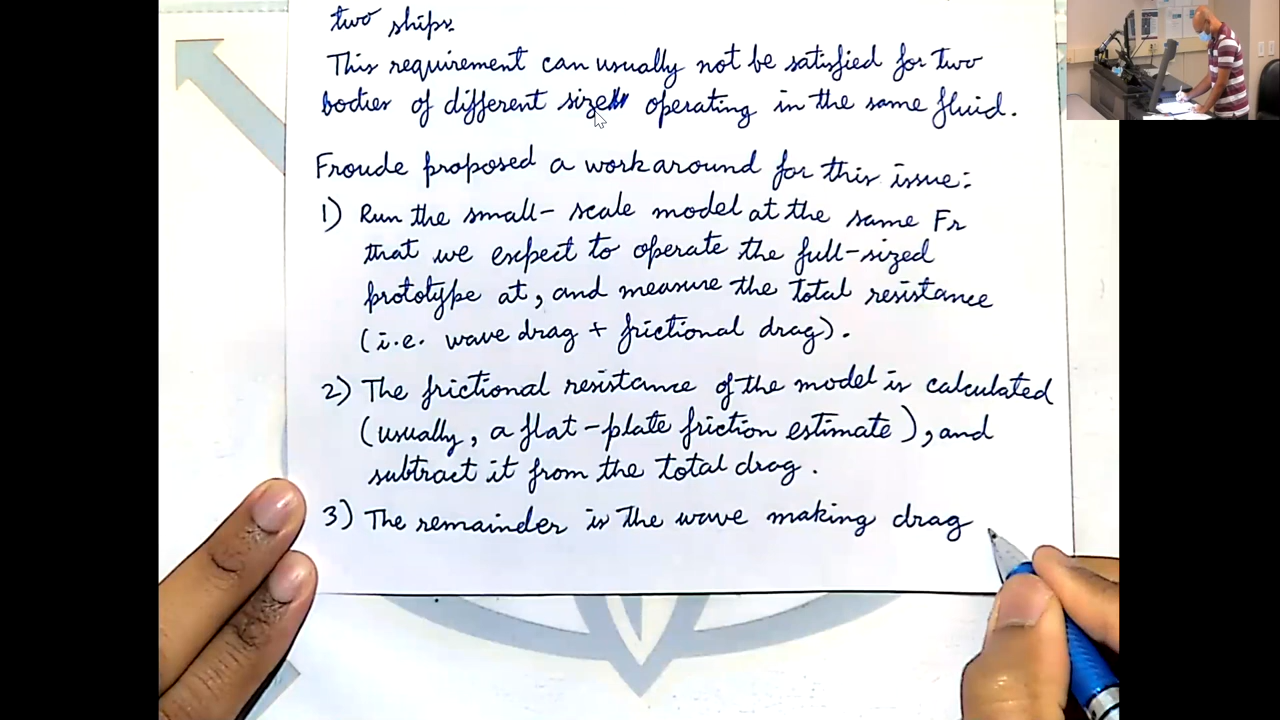 two ships.
This requirement can usually not be satisfied for two
bodies of different size operating in the same fluid.
Froude proposed a workaround for this issue:
1) Run the small-scale model at the same Fr
that we expect to operate the full-sized
prototype at, and measure the total resistance
(i.e. wave drag + frictional drag).
2) The frictional resistance of the model is calculated
(usually, a flat-plate friction estimate), and
subtract it from the total drag.
3) The remainder is the wave making drag